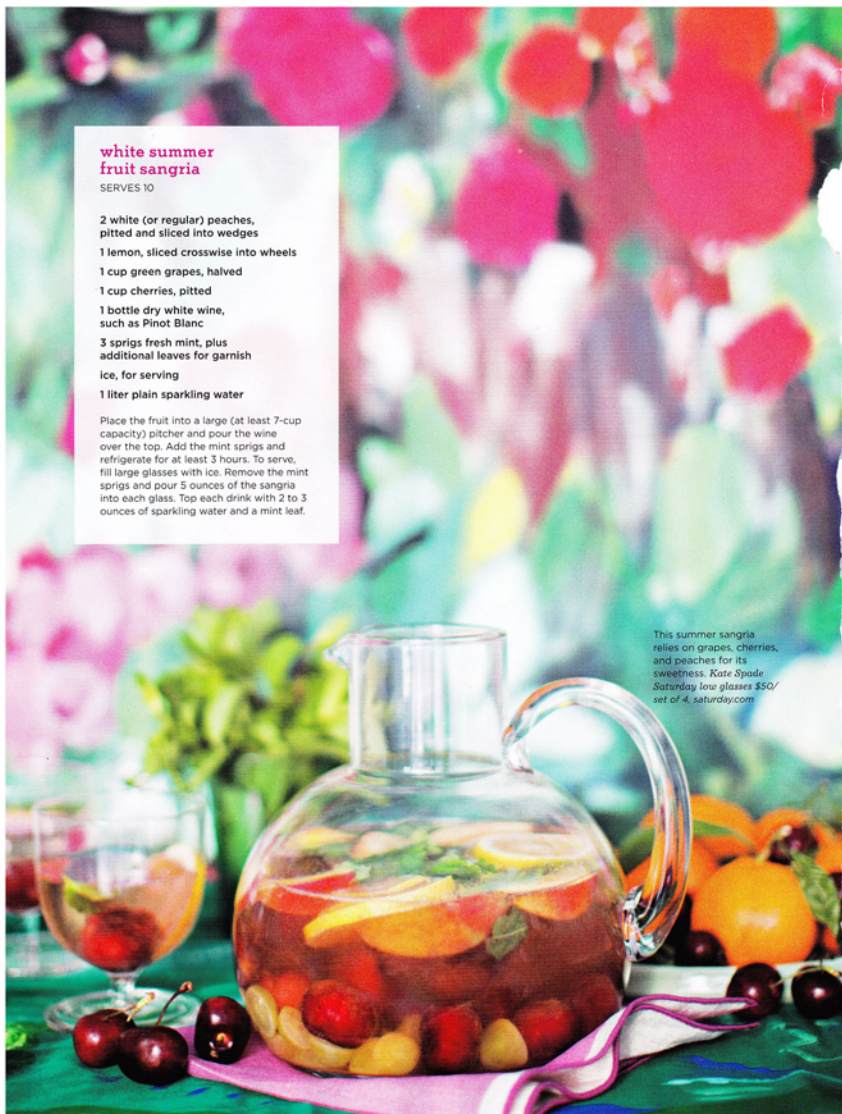 white summer
fruit sangria
SERVES 10
2 white (or regular) peaches,
pitted and sliced into wedges
1 lemon, sliced crosswise into wheels
1 cup green grapes, halved
1 cup cherries, pitted
1 bottle dry white wine,
such as Pinot Blanc
3 sprigs fresh mint, plus
additional leaves for garnish
ice, for serving
1 liter plain sparkling water
Place the fruit into a large (at least 7-cup
capacity) pitcher and pour the wine
over the top. Add the mint sprigs and
refrigerate for at least 3 hours. To serve,
fill large glasses with ice. Remove the mint
sprigs and pour 5 ounces of the sangria
into each glass. Top each drink with 2 to 3
ounces of sparkling water and a mint leaf.
This summer sangria
relies on grapes, cherries,
and peaches for its
sweetness. Kate Spade
Saturday low glasses $50/
set of 4, saturday.com